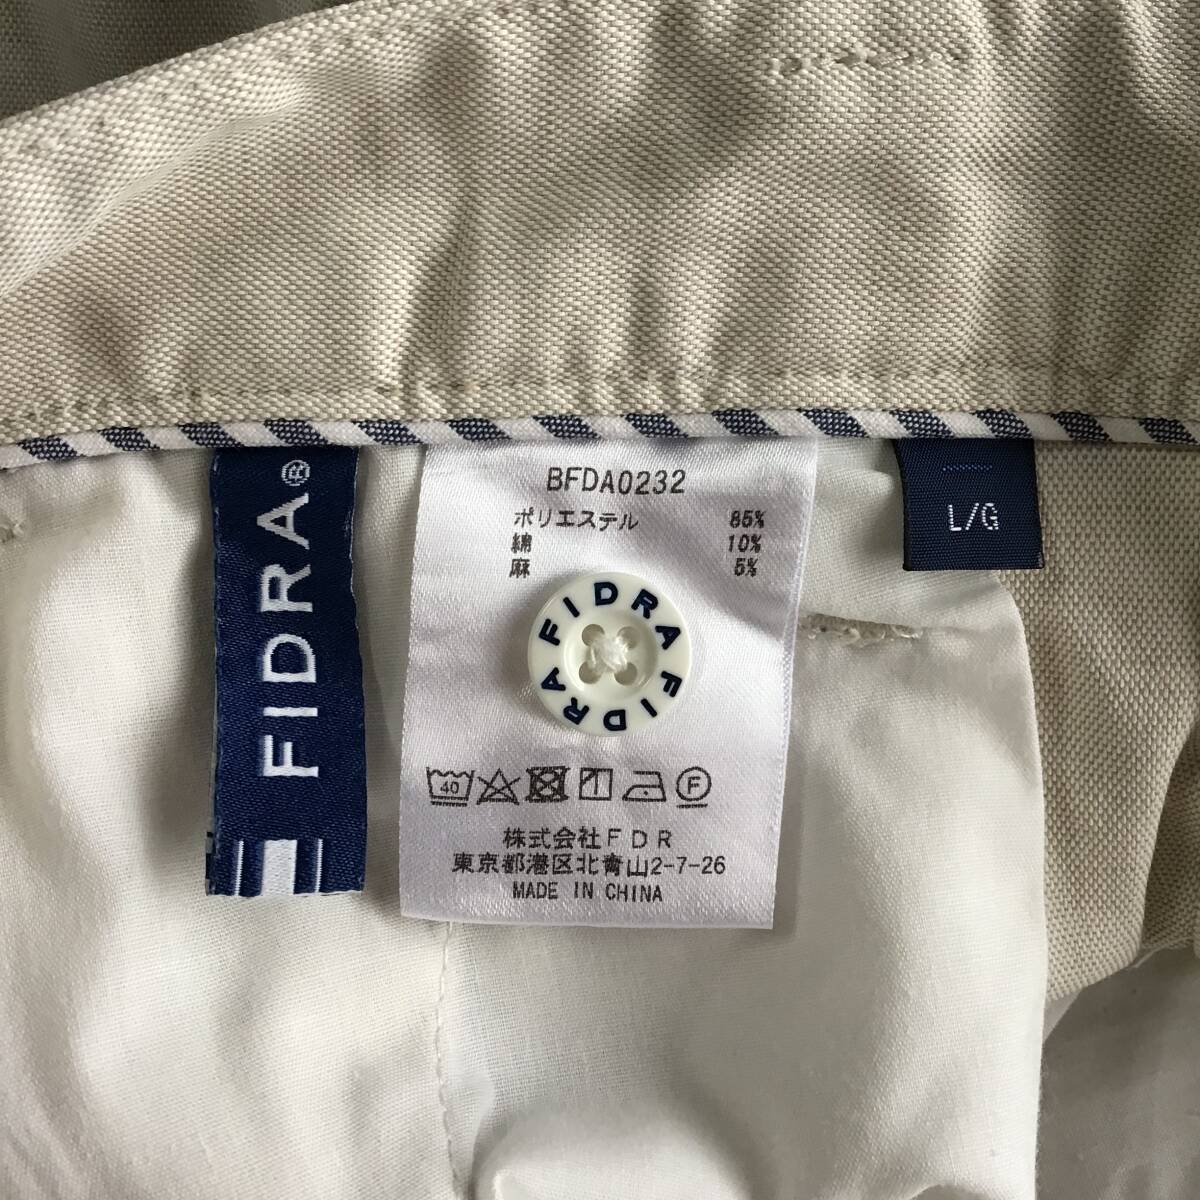 FIDRA®
BFDA0232
ポリエステル 85%
綿 10%
麻 5%
FIDRA FIDRA
40
F
株式会社FDR
東京都港区北青山2-7-26
MADE IN CHINA
L/G